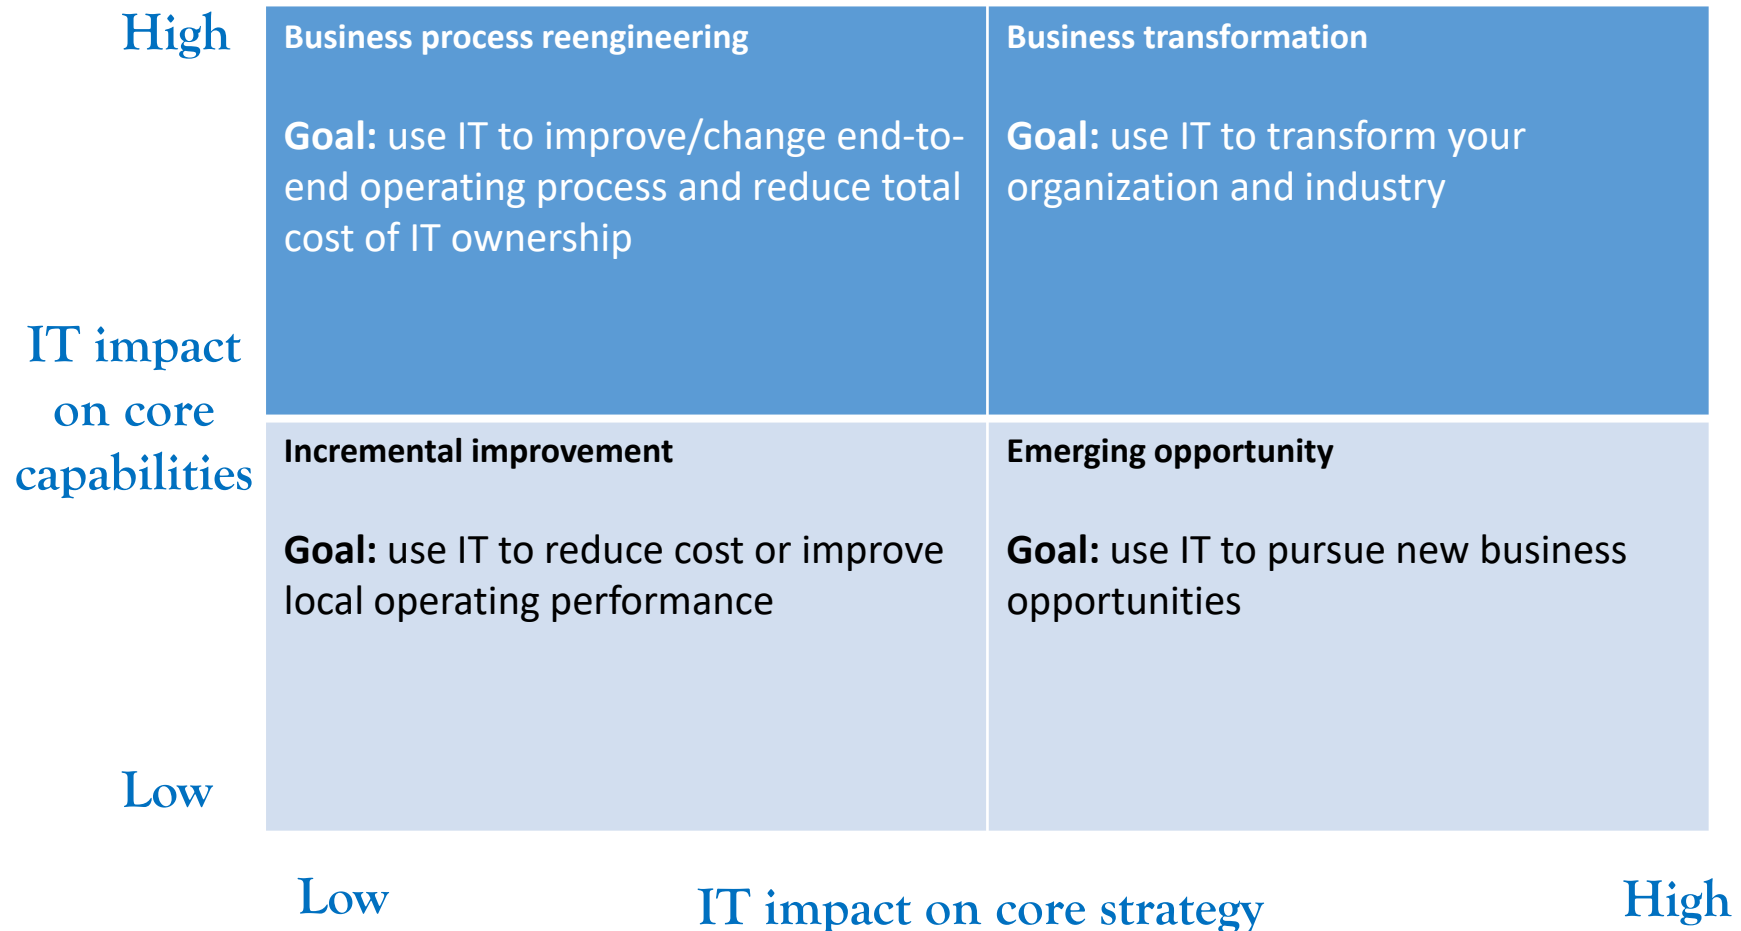 High
Business process reengineering
Goal: use IT to improve/change end-to-
end operating process and reduce total
cost of IT ownership
Business transformation
Goal: use IT to transform your
organization and industry
IT impact
on core
capabilities
Incremental improvement
Goal: use IT to reduce cost or improve
local operating performance
Emerging opportunity
Goal: use IT to pursue new business
opportunities
Low
Low
IT impact on core strategy
High